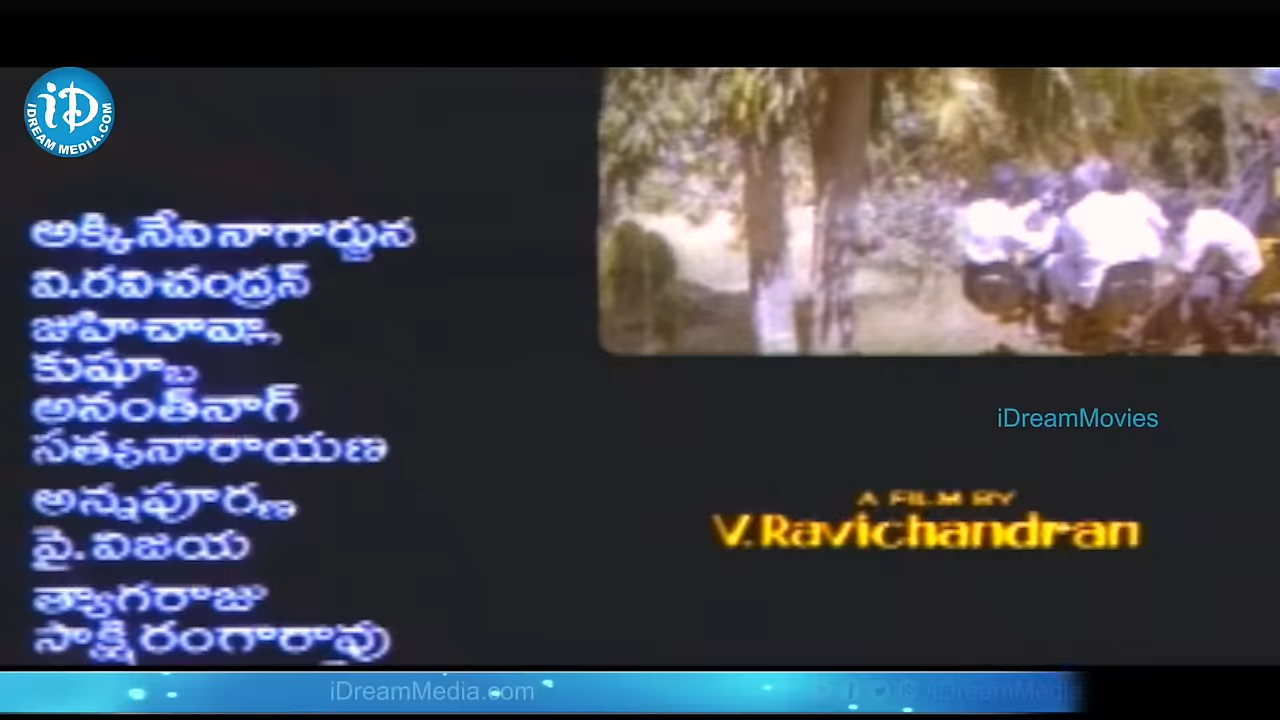 iD
iDREAM MEDIA.COM
అక్కినేని నాగార్జున
వి.రవిచంద్రన్
జుహిచావ్లా
కుషూబ
అనంత్‌నాగ్
సత్యనారాయణ
అన్నపూర్ణ
వై.విజయ
త్యాగరాజు
సాక్షి రంగారావు
iDreamMovies
A FILM BY
V.Ravichandran
iDreamMedia.com